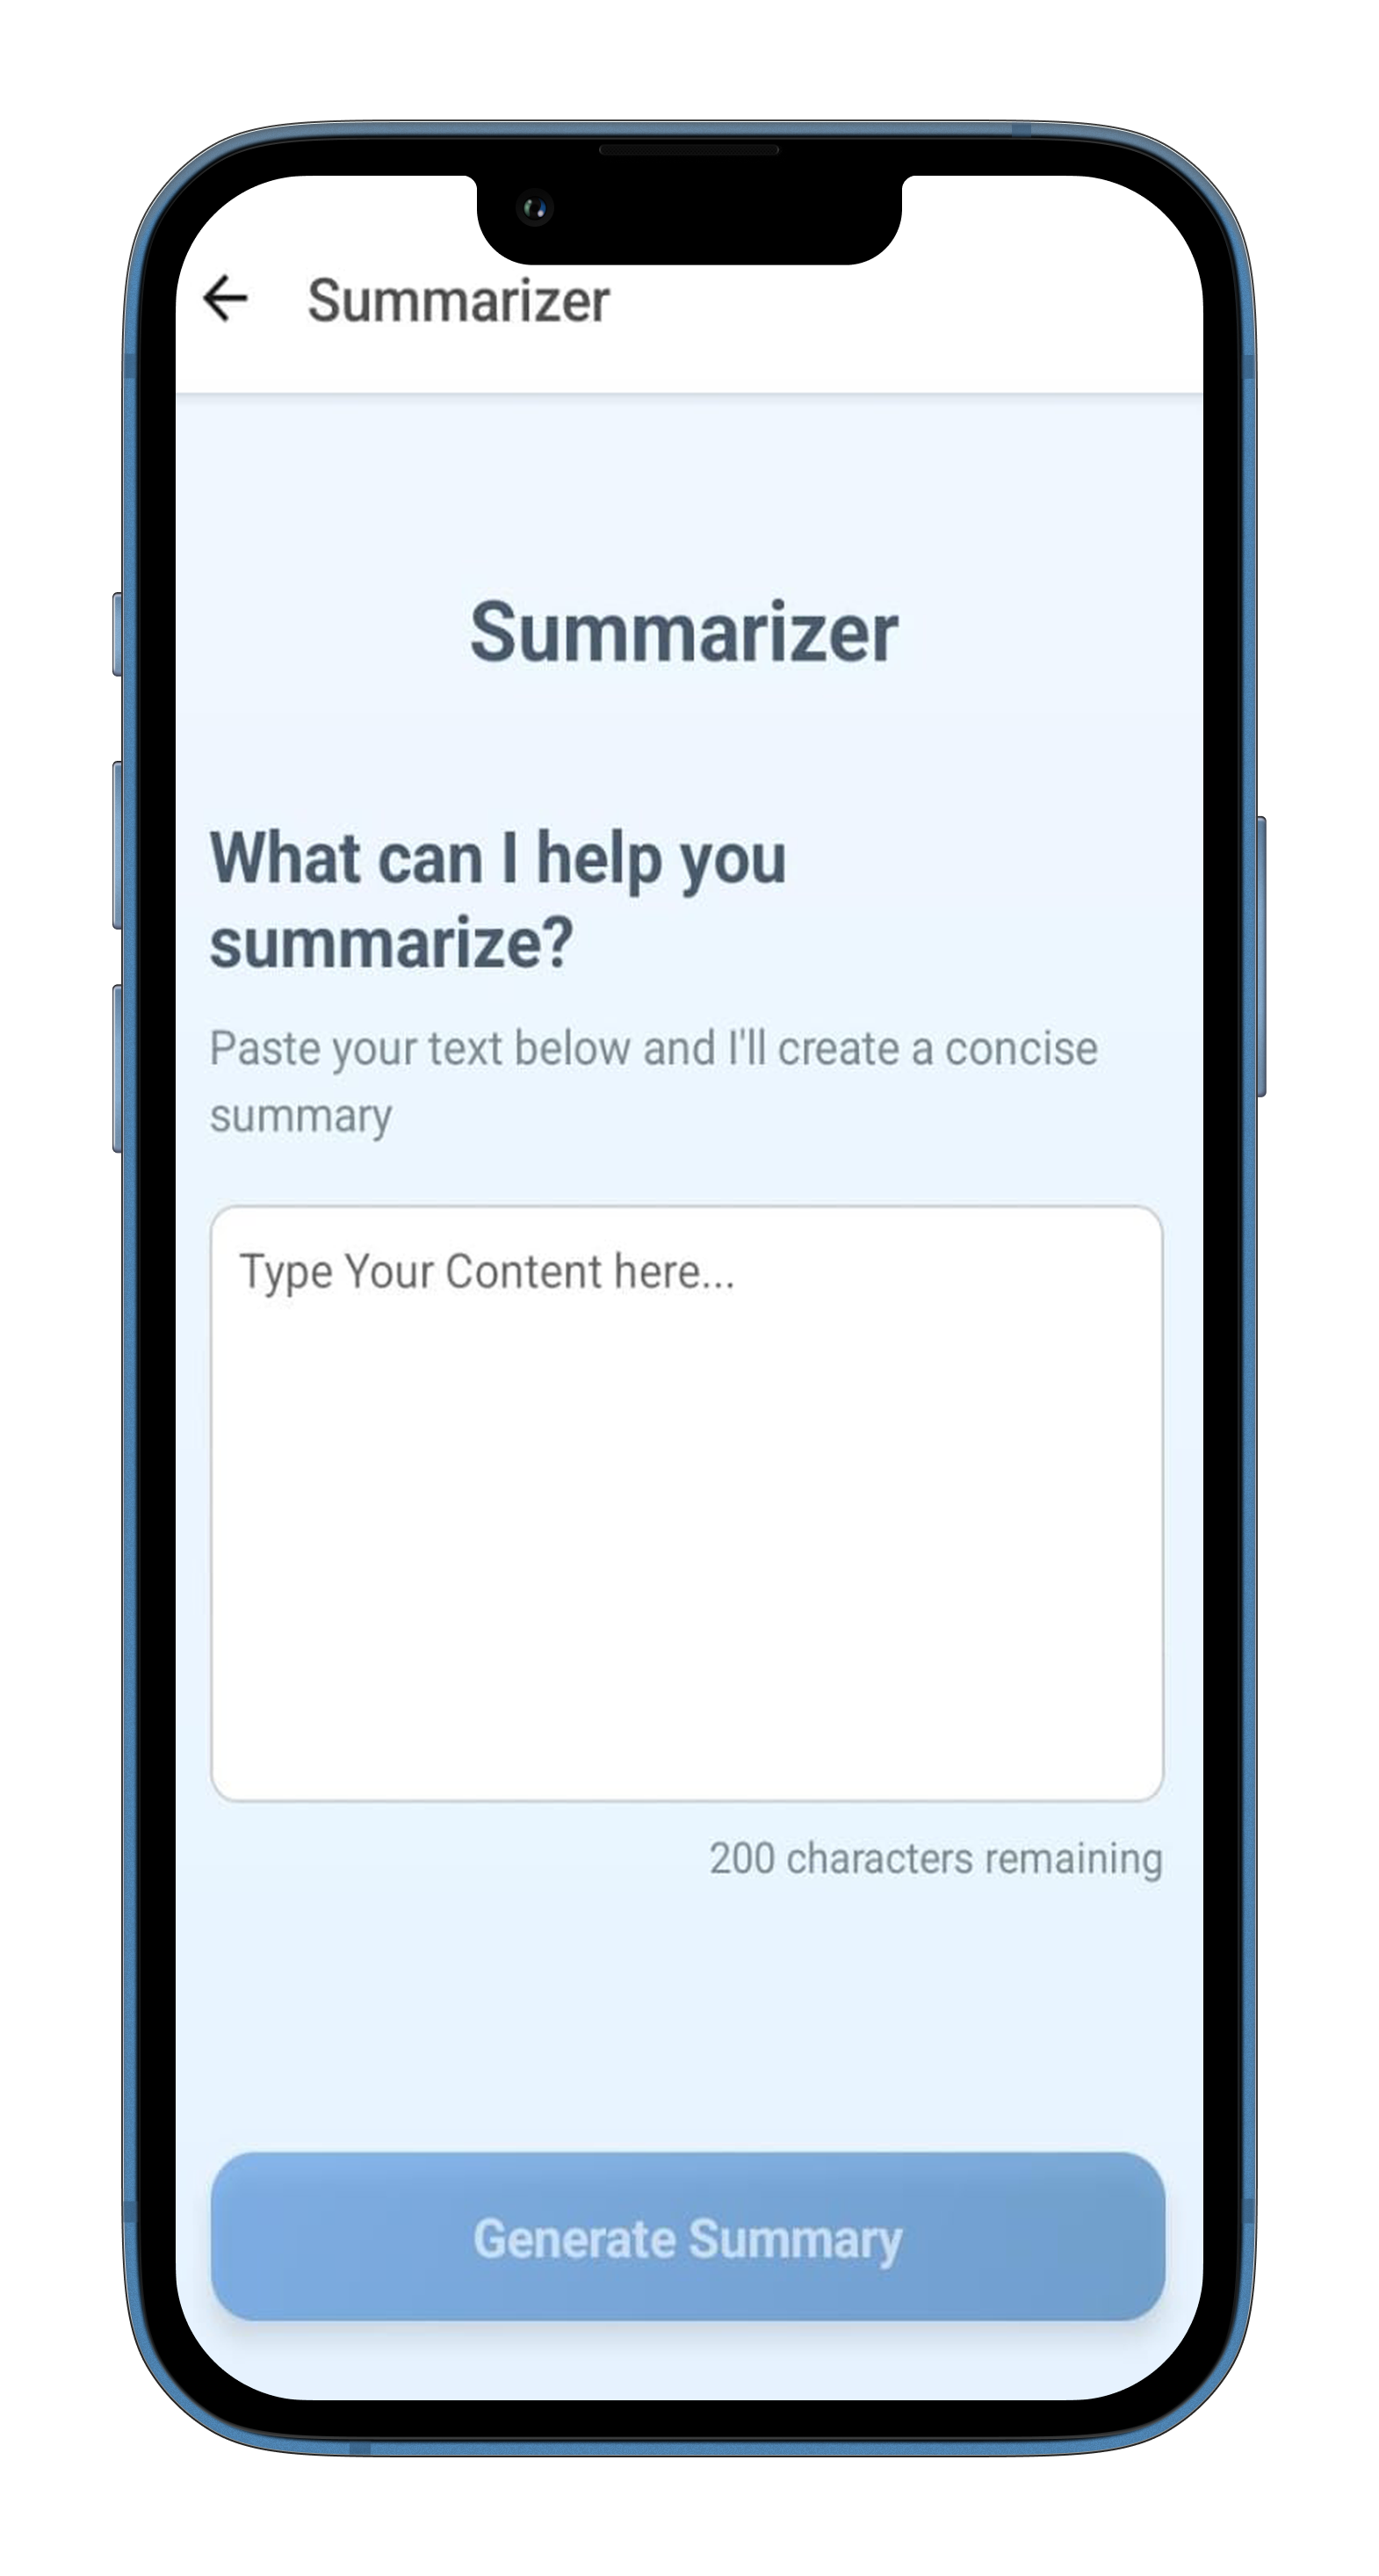 Summarizer
Summarizer
What can I help you
summarize?
Paste your text below and I'll create a concise
summary
Type Your Content here...
200 characters remaining
Generate Summary